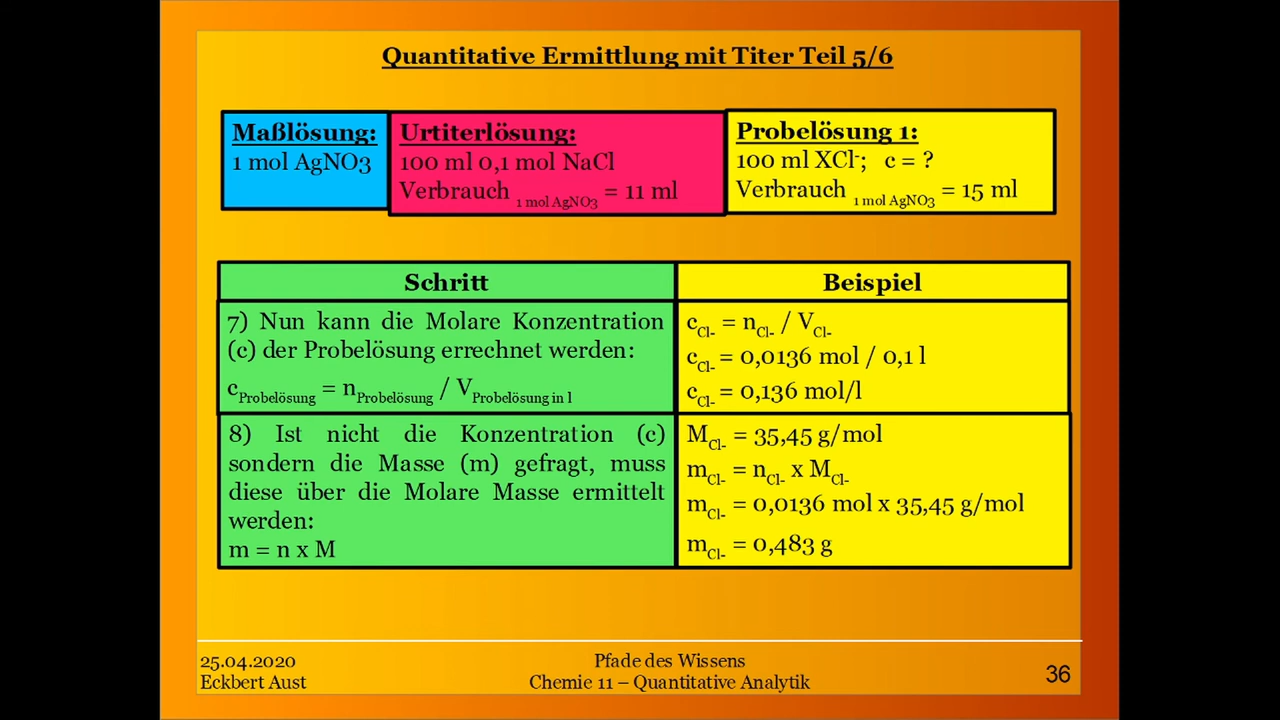 Quantitative Ermittlung mit Titer Teil 5/6
Maßlösung:
1 mol AgNO3
Urtiterlösung:
100 ml 0,1 mol NaCl
Verbrauch 1 mol AgNO3 = 11 ml
Probelösung 1:
100 ml XCl-; c = ?
Verbrauch 1 mol AgNO3 = 15 ml
Schritt
Beispiel
7) Nun kann die Molare Konzentration
(c) der Probelösung errechnet werden:
cProbelösung = nProbelösung / VProbelösung in l
cCl- = nCl- / VCl-
cCl- = 0,0136 mol / 0,1 l
cCl- = 0,136 mol/l
8) Ist nicht die Konzentration (c)
sondern die Masse (m) gefragt, muss
diese über die Molare Masse ermittelt
werden:
m = n x M
MCl- = 35,45 g/mol
mCl- = nCl- x MCl-
mCl- = 0,0136 mol x 35,45 g/mol
mCl- = 0,483 g
25.04.2020
Eckbert Aust
Pfade des Wissens
Chemie 11 – Quantitative Analytik
36